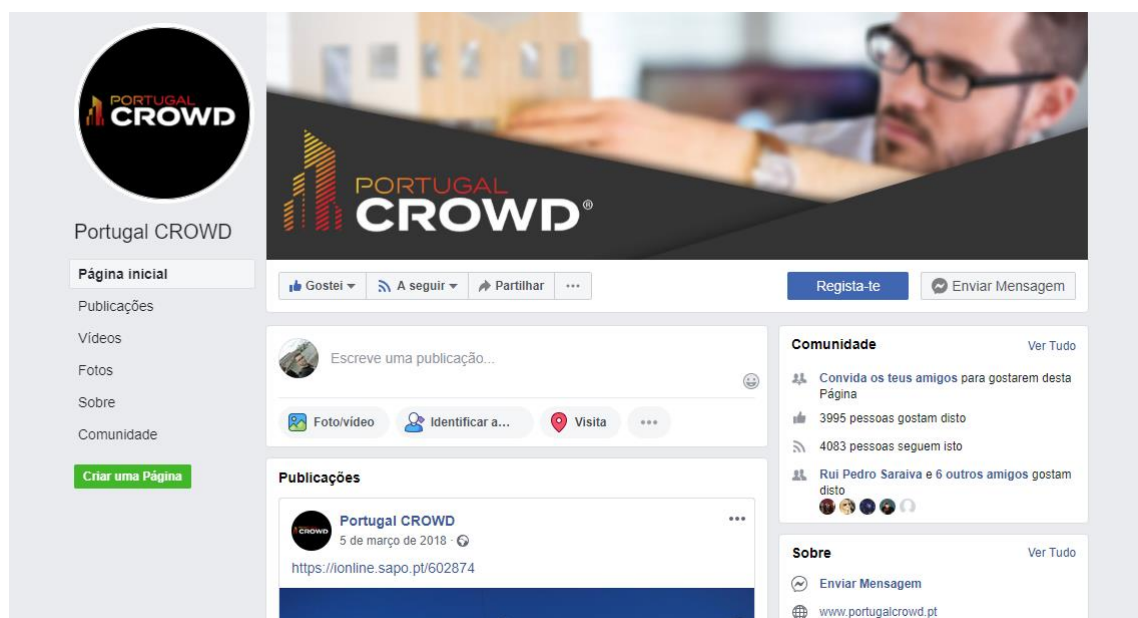 PORTUGAL
CROWD
Portugal CROWD
Página inicial
Publicações
Vídeos
Fotos
Sobre
Comunidade
Criar uma Página
PORTUGAL
CROWD®
Gostei
A seguir
Partilhar
Regista-te
Enviar Mensagem
Escreve uma publicação...
Foto/vídeo
Identificar a...
Visita
Publicações
CROWD
Portugal CROWD
5 de março de 2018 ·
https://ionline.sapo.pt/602874
Comunidade
Ver Tudo
Convida os teus amigos para gostarem desta
Página
3995 pessoas gostam disto
4083 pessoas seguem isto
Rui Pedro Saraiva e 6 outros amigos gostam
disto
Sobre
Ver Tudo
Enviar Mensagem
www.portugalcrowd.pt